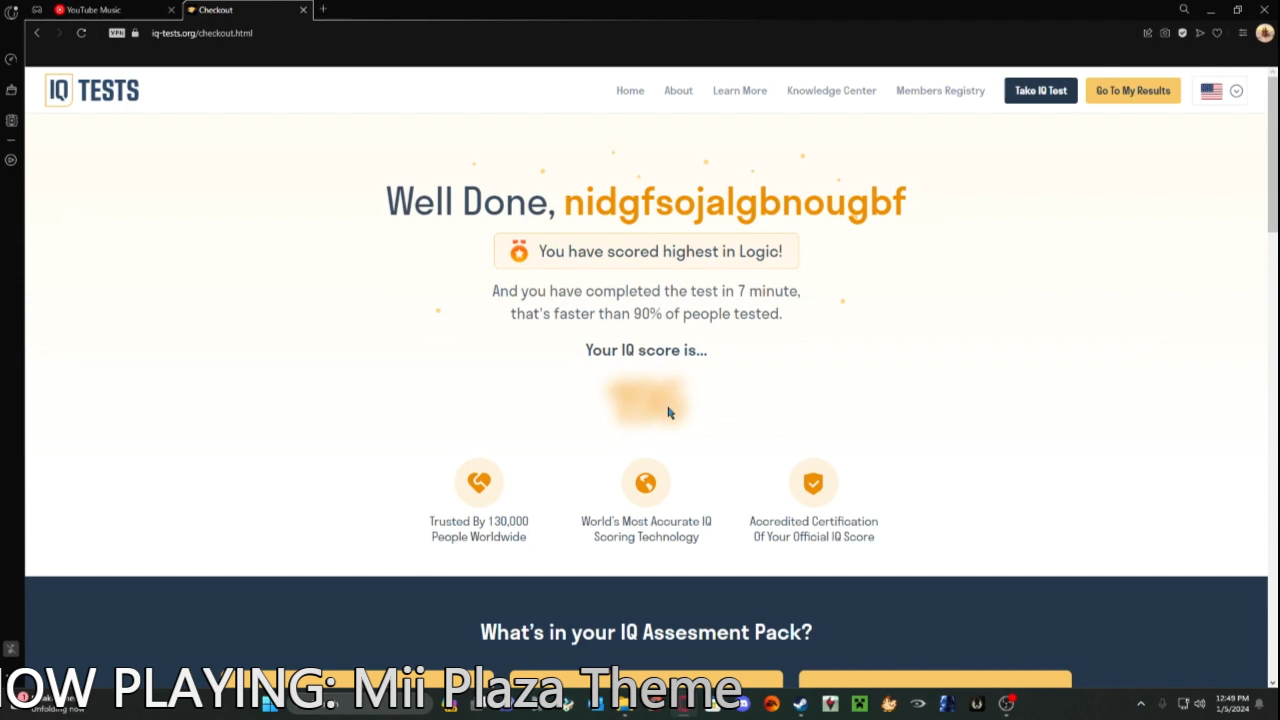 YouTube Music
Checkout
VPN
iq-tests.org/checkout.html
IQ TESTS
Home
About
Learn More
Knowledge Center
Members Registry
Take IQ Test
Go To My Results
Well Done, nidgfsojalgbnougbf
You have scored highest in Logic!
And you have completed the test in 7 minute,
that's faster than 90% of people tested.
Your IQ score is...
Trusted By 130,000
People Worldwide
World's Most Accurate IQ
Scoring Technology
Accredited Certification
Of Your Official IQ Score
What's in your IQ Assesment Pack?
NOW PLAYING: Mii Plaza Theme
Unfolding now
12:49 PM
1/5/2024